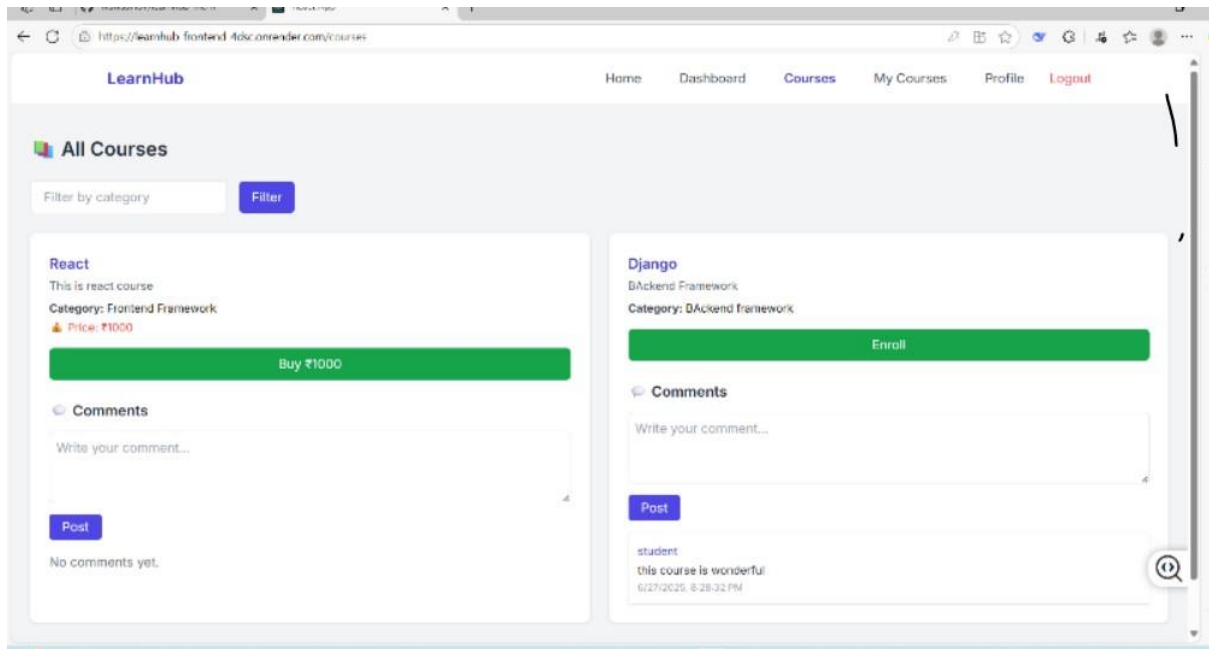 https://learnhub-frontend-4dsc.onrender.com/courses
LearnHub Home Dashboard Courses My Courses Profile Logout
All Courses
Filter by category Filter
React
This is react course
Category: Frontend Framework
Price: ₹1000
Buy ₹1000
Comments
Write your comment...
Post
No comments yet.
Django
BAckend Framework
Category: BAckend framework
Enroll
Comments
Write your comment...
Post
student
this course is wonderful
6/27/2025, 8:28:32 PM